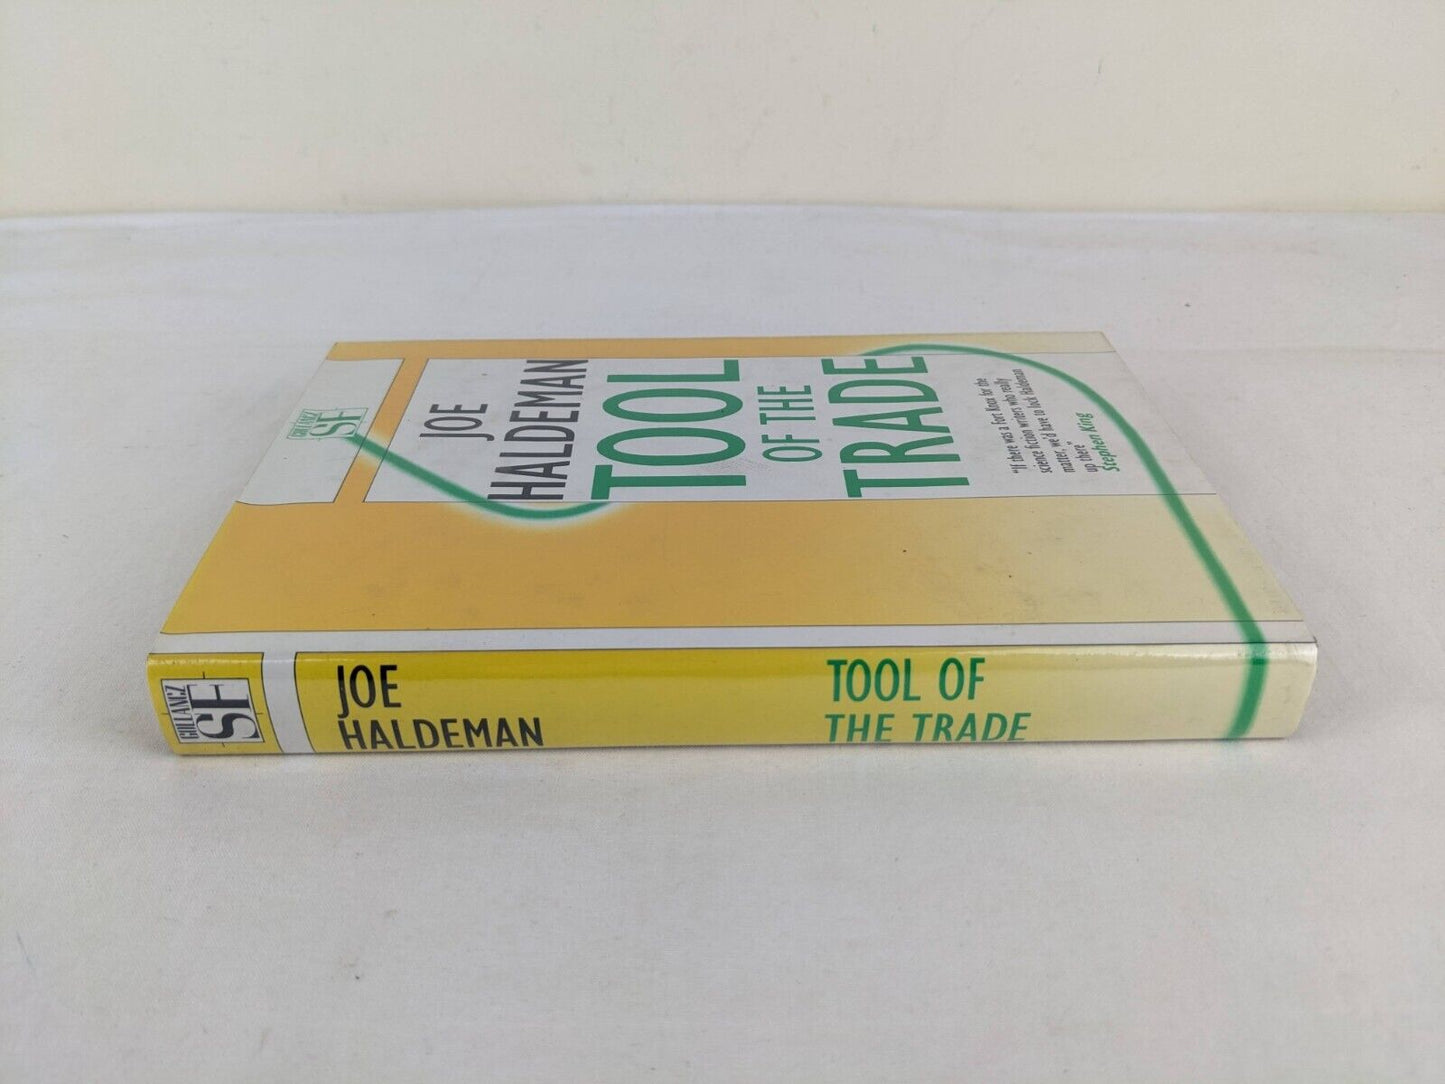 GOLLANCZ
SF
JOE
HALDEMAN
TOOL
OF THE
TRADE
"If there was a Fort Knox for the
science fiction writers who really
matter, we'd have to lock Haldeman
up there"
Stephen King
GOLLANCZ
SF
JOE
HALDEMAN
TOOL OF
THE TRADE